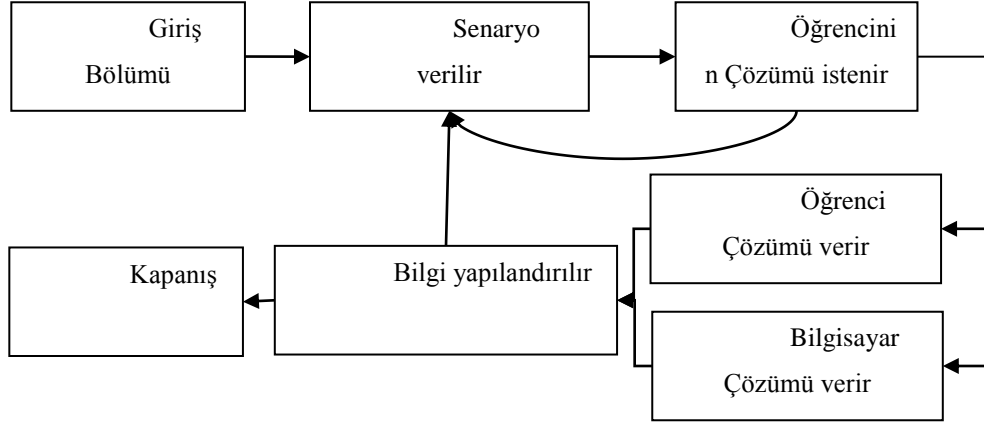 Giriş
Bölümü
Senaryo
verilir
Öğrencini
n Çözümü istenir
Öğrenci
Çözümü verir
Kapanış
Bilgi yapılandırılır
Bilgisayar
Çözümü verir